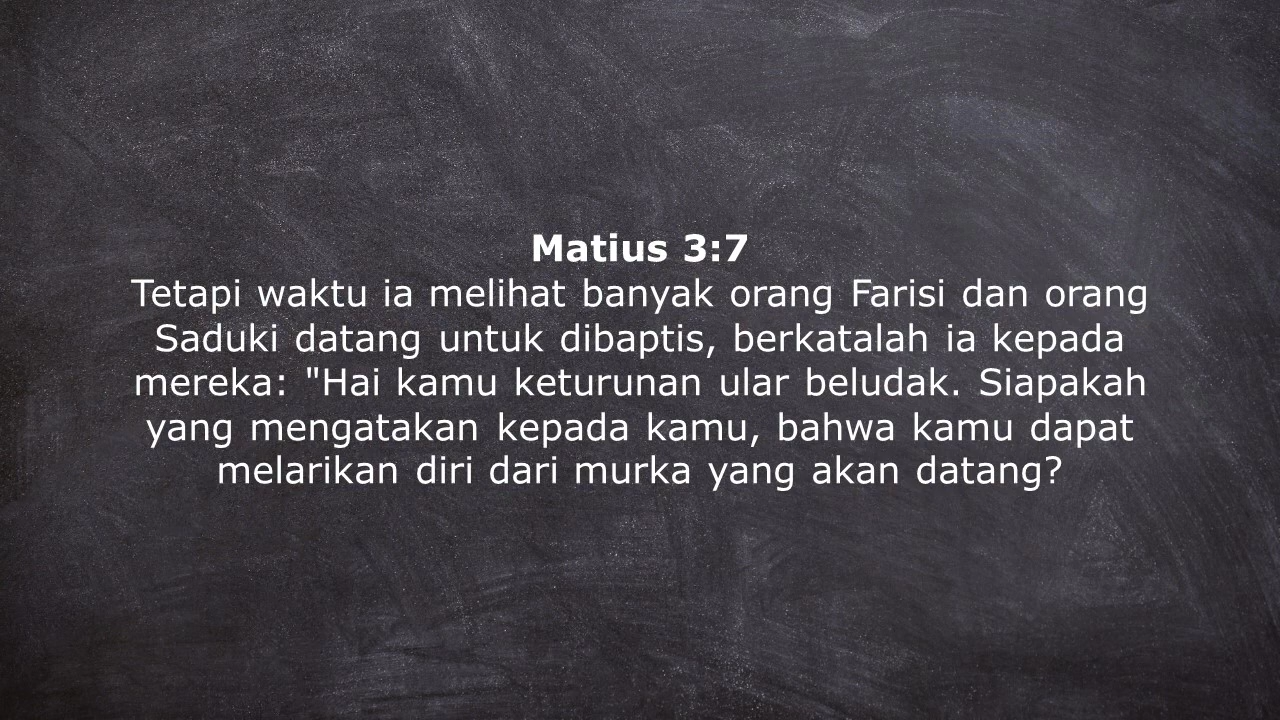 Matius 3:7
Tetapi waktu ia melihat banyak orang Farisi dan orang
Saduki datang untuk dibaptis, berkatalah ia kepada
mereka: "Hai kamu keturunan ular beludak. Siapakah
yang mengatakan kepada kamu, bahwa kamu dapat
melarikan diri dari murka yang akan datang?